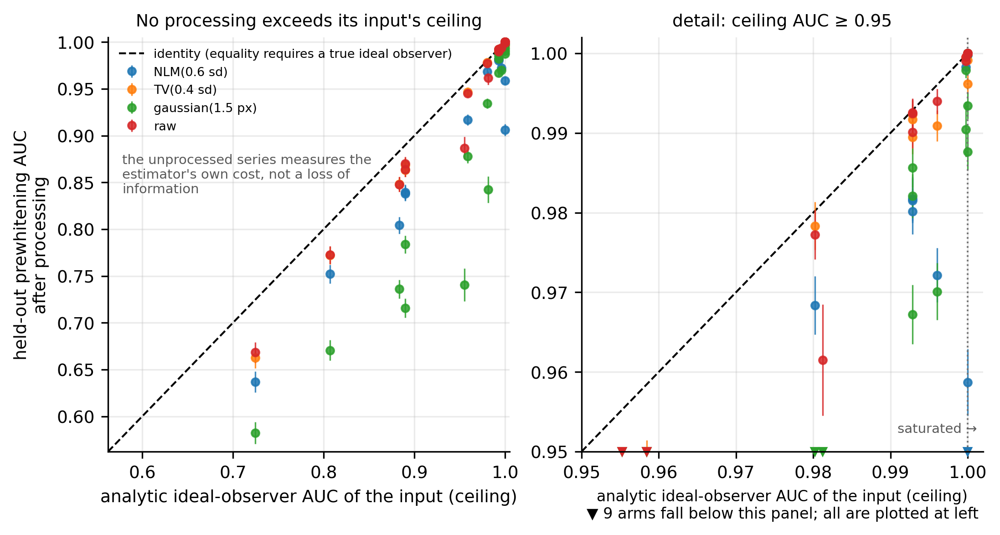 No processing exceeds its input's ceiling
held-out prewhitening AUC
after processing
1.00
0.95
0.90
0.85
0.80
0.75
0.70
0.65
0.60
identity (equality requires a true ideal observer)
NLM(0.6 sd)
TV(0.4 sd)
gaussian(1.5 px)
raw
the unprocessed series measures the
estimator's own cost, not a loss of
information
0.6 0.7 0.8 0.9 1.0
analytic ideal-observer AUC of the input (ceiling)
detail: ceiling AUC ≥ 0.95
1.00
0.99
0.98
0.97
0.96
0.95
saturated →
0.95 0.96 0.97 0.98 0.99 1.00
analytic ideal-observer AUC of the input (ceiling)
▼ 9 arms fall below this panel; all are plotted at left